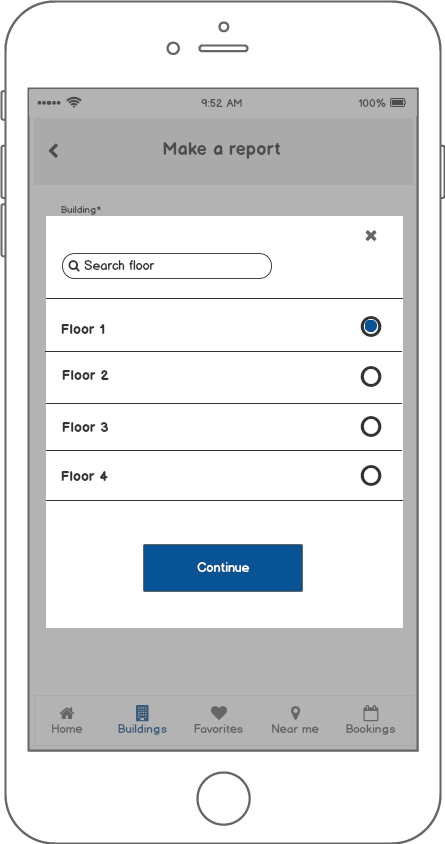 9:52 AM
100%
Make a report
Building*
Search floor
Floor 1
Floor 2
Floor 3
Floor 4
Continue
Home
Buildings
Favorites
Near me
Bookings